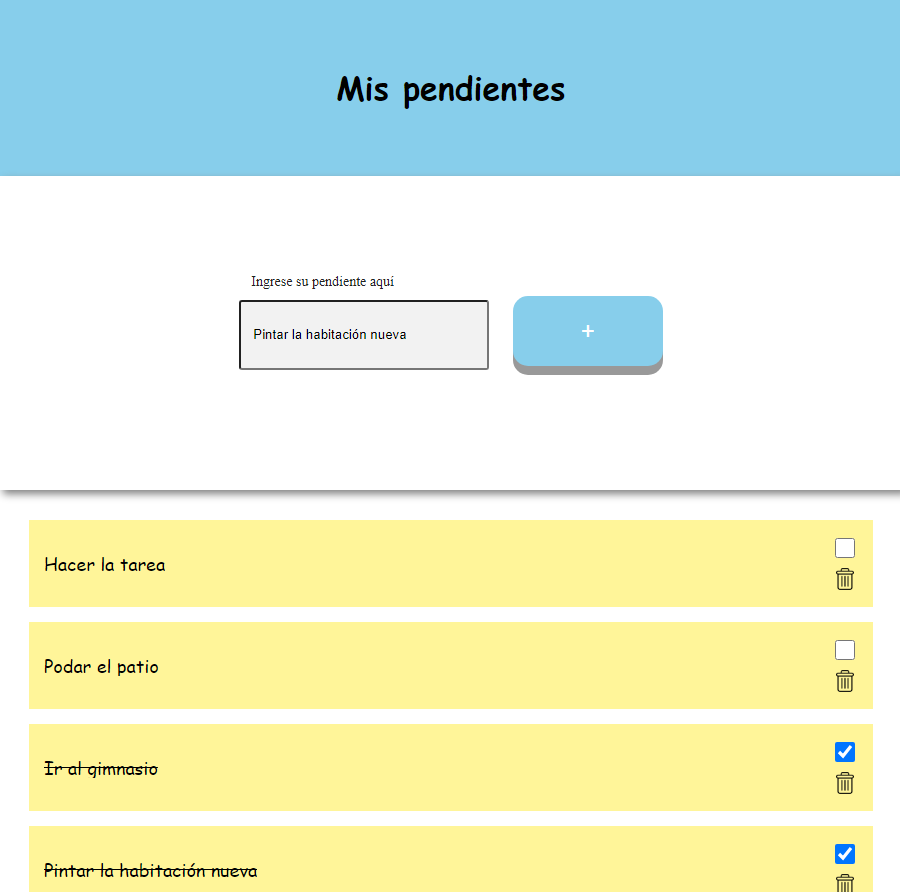 Mis pendientes
Ingrese su pendiente aquí
Pintar la habitación nueva
+
Hacer la tarea
Podar el patio
Ir al gimnasio
Pintar la habitación nueva